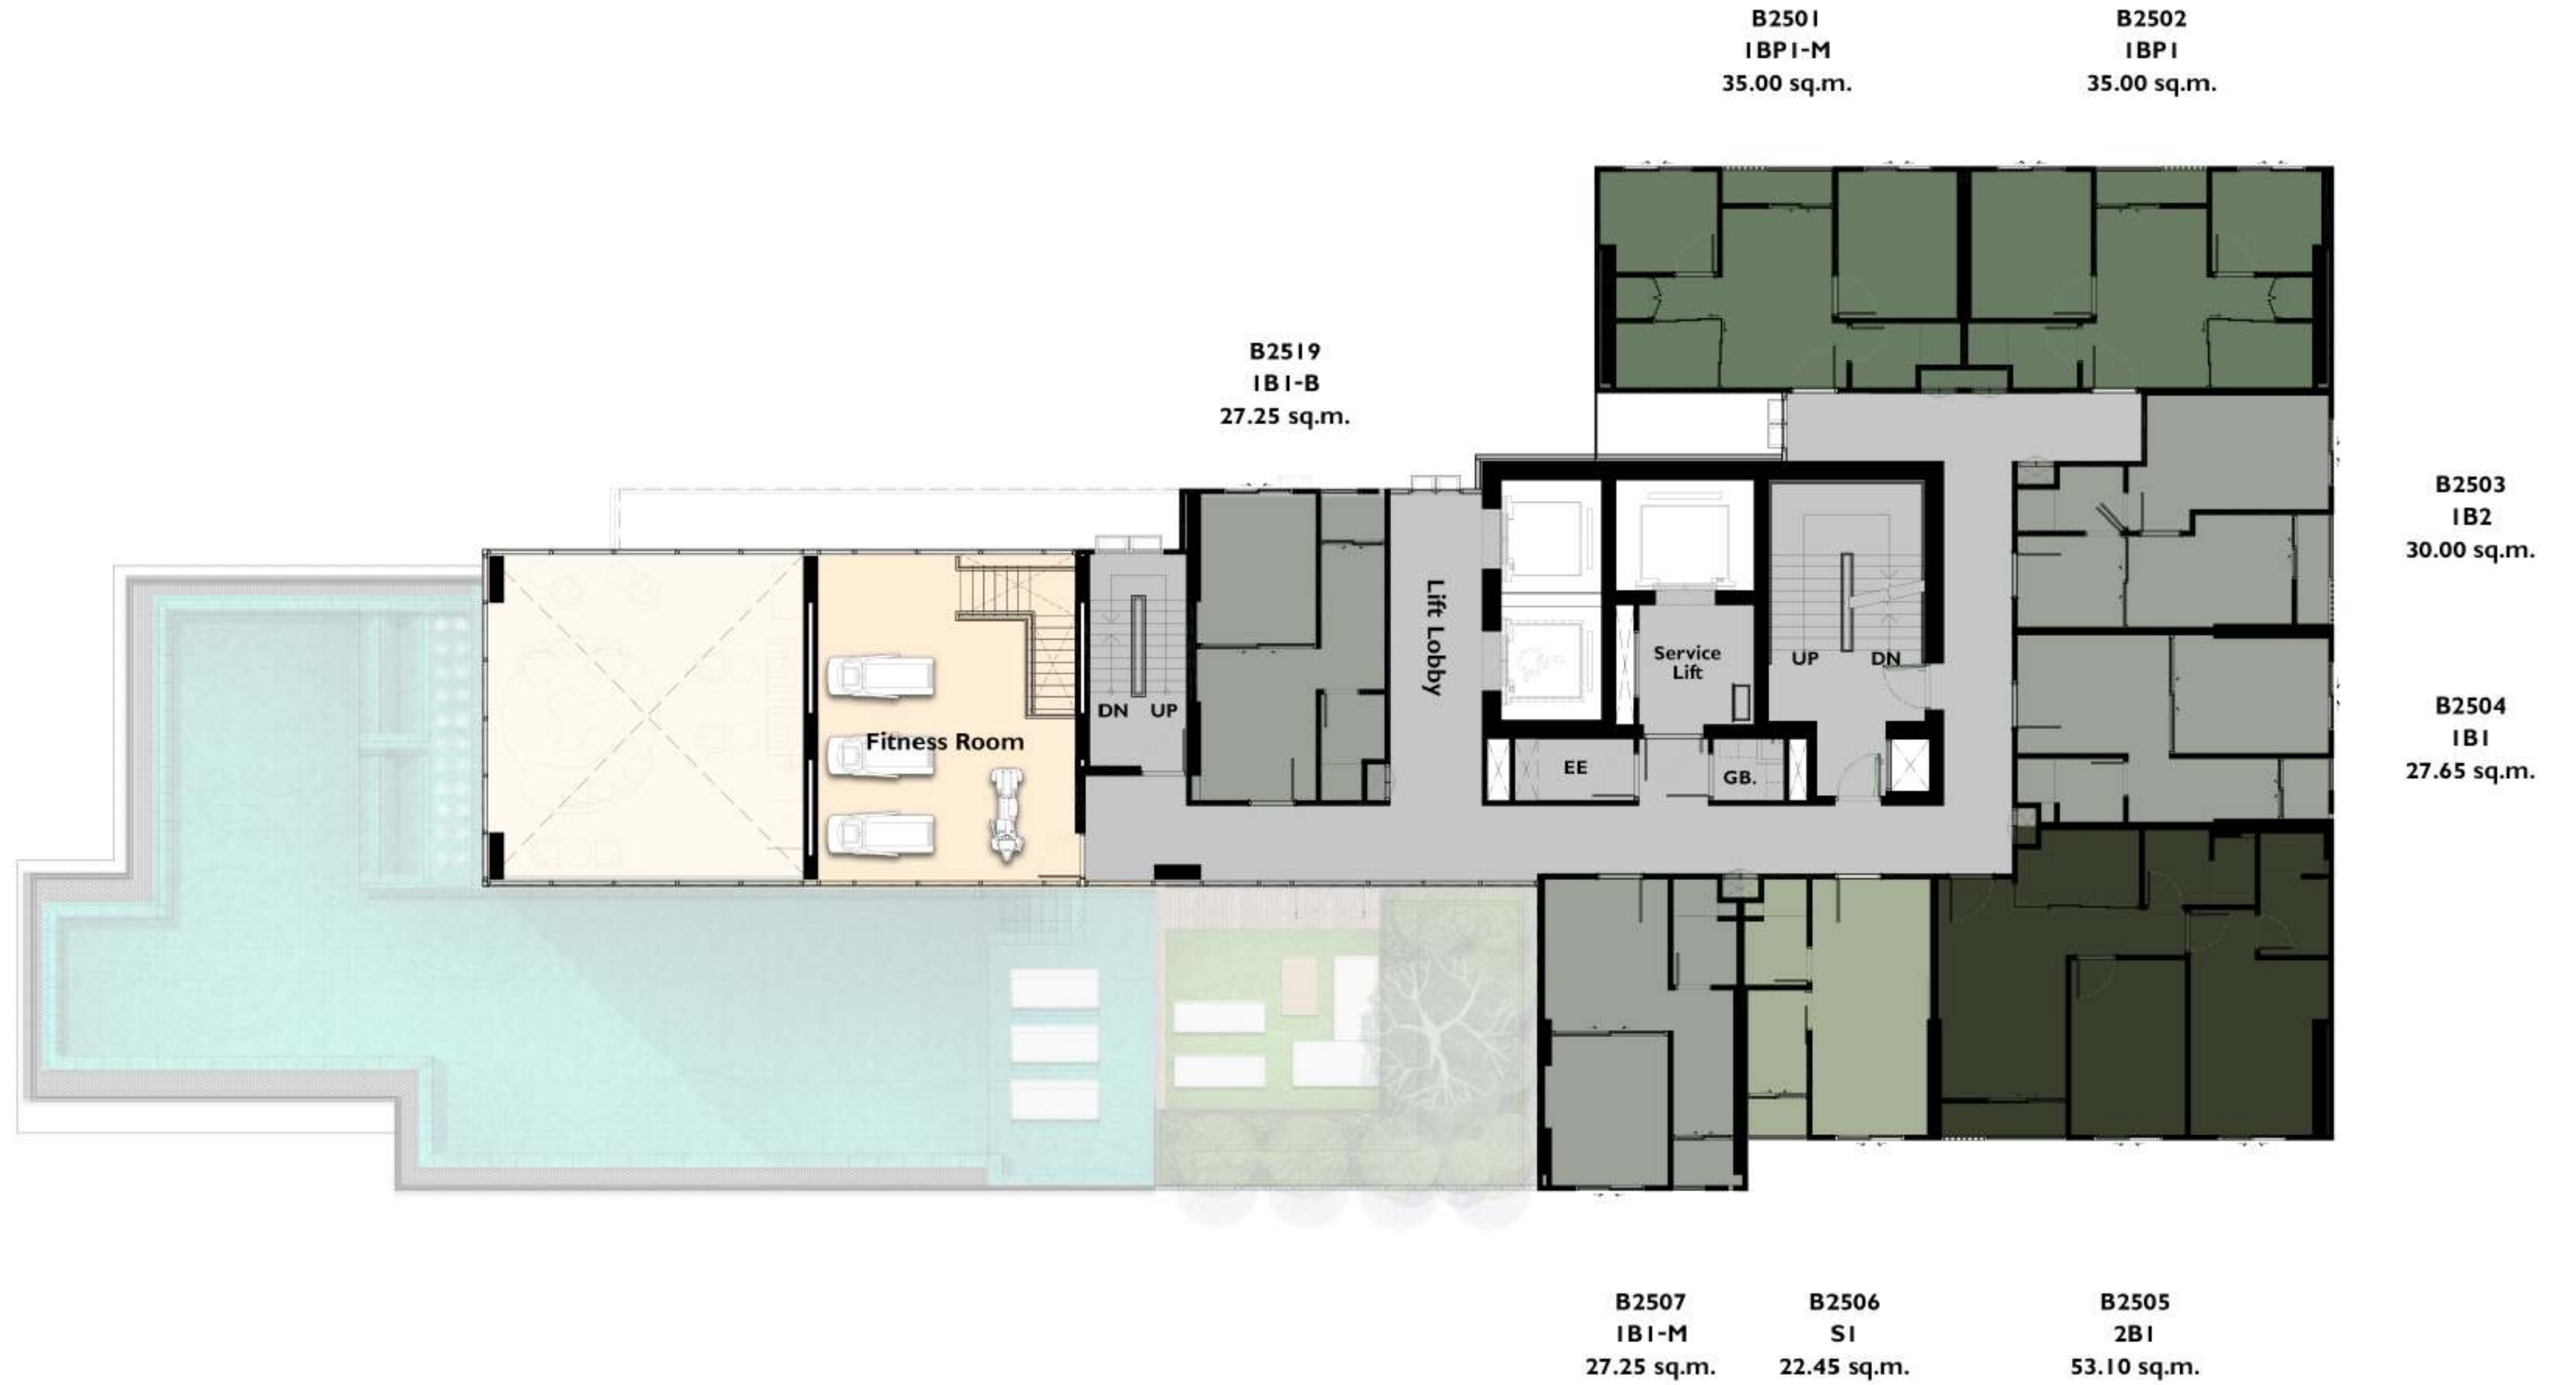 B2501
1BP1-M
35.00 sq.m.
B2502
1BP1
35.00 sq.m.
B2519
1B1-B
27.25 sq.m.
B2503
1B2
30.00 sq.m.
Lift Lobby
Service
Lift
UP
DN
DN
UP
Fitness Room
EE
GB.
B2504
1B1
27.65 sq.m.
B2507
1B1-M
27.25 sq.m.
B2506
S1
22.45 sq.m.
B2505
2B1
53.10 sq.m.